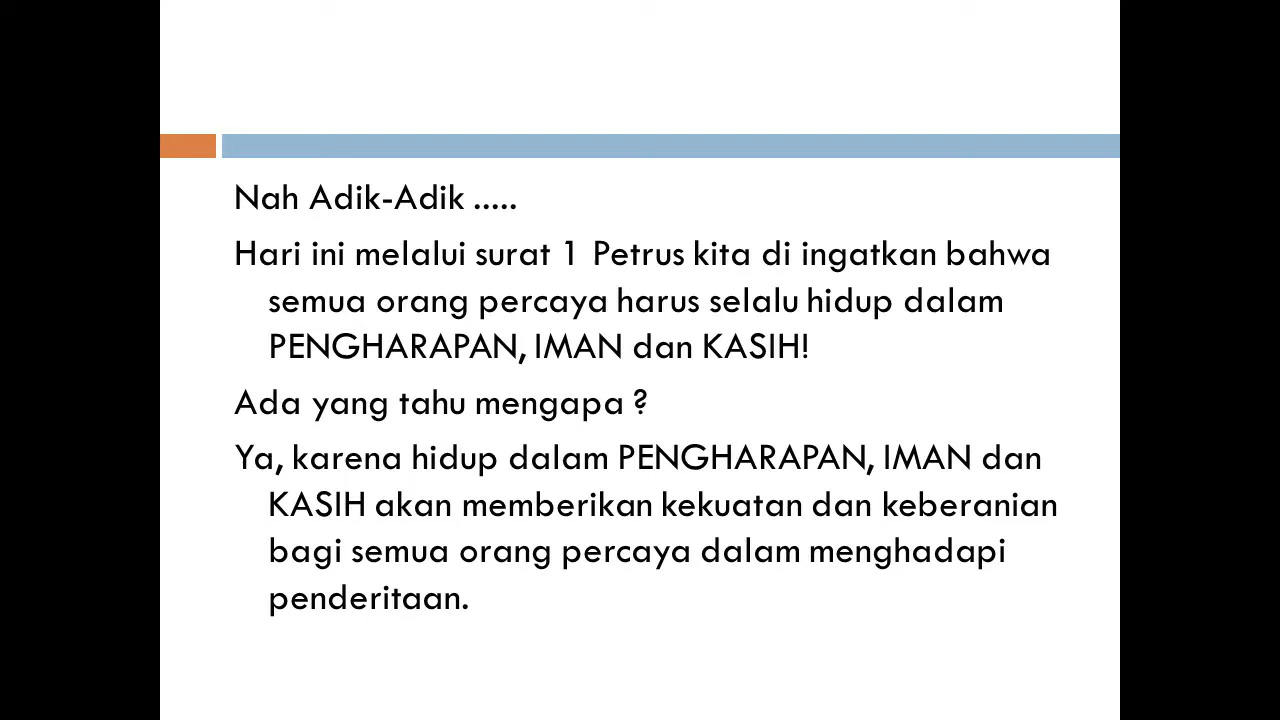 Nah Adik-Adik .....
Hari ini melalui surat 1 Petrus kita di ingatkan bahwa
semua orang percaya harus selalu hidup dalam
PENGHARAPAN, IMAN dan KASIH!
Ada yang tahu mengapa ?
Ya, karena hidup dalam PENGHARAPAN, IMAN dan
KASIH akan memberikan kekuatan dan keberanian
bagi semua orang percaya dalam menghadapi
penderitaan.